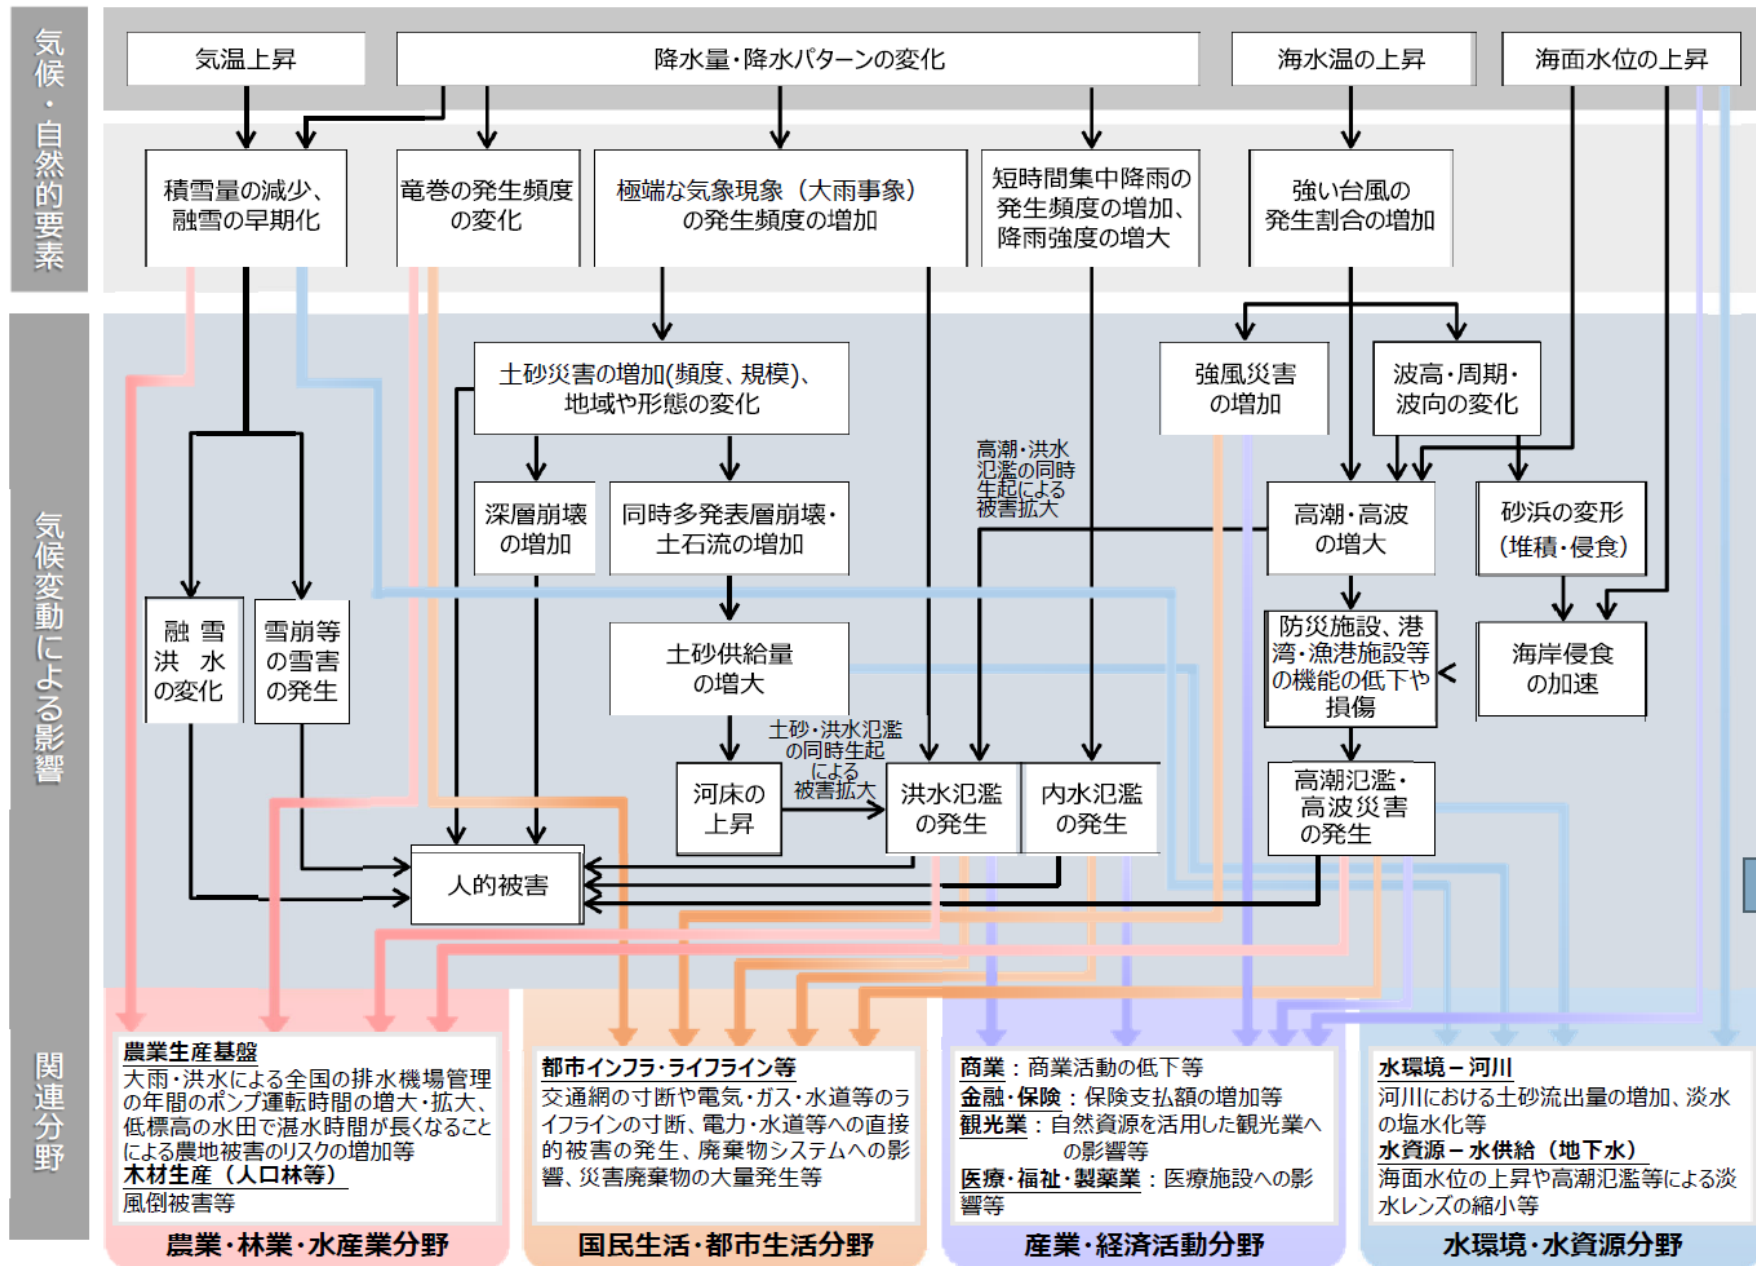 気候・自然的要素
気温上昇
降水量・降水パターンの変化
海水温の上昇
海面水位の上昇
積雪量の減少、
融雪の早期化
竜巻の発生頻度
の変化
極端な気象現象（大雨事象）
の発生頻度の増加
短時間集中降雨の
発生頻度の増加、
降雨強度の増大
強い台風の
発生割合の増加
気候変動による影響
土砂災害の増加(頻度、規模)、
地域や形態の変化
強風災害
の増加
波高・周期・
波向の変化
高潮・洪水
氾濫の同時
生起による
被害拡大
深層崩壊
の増加
同時多発表層崩壊・
土石流の増加
高潮・高波
の増大
砂浜の変形
（堆積・侵食）
融雪
洪水
の変化
雪崩等
の雪害
の発生
土砂供給量
の増大
防災施設、港
湾・漁港施設等
の機能の低下や
損傷
海岸侵食
の加速
土砂・洪水氾濫
の同時生起
による
被害拡大
河床の
上昇
洪水氾濫
の発生
内水氾濫
の発生
高潮氾濫・
高波災害
の発生
人的被害
関連分野
農業生産基盤
大雨・洪水による全国の排水機場管理
の年間のポンプ運転時間の増大・拡大、
低標高の水田で湛水時間が長くなること
による農地被害のリスクの増加等
木材生産（人口林等）
風倒被害等
農業・林業・水産業分野
都市インフラ・ライフライン等
交通網の寸断や電気・ガス・水道等のラ
イフラインの寸断、電力・水道等への直接
的被害の発生、廃棄物システムへの影
響、災害廃棄物の大量発生等
国民生活・都市生活分野
商業：商業活動の低下等
金融・保険：保険支払額の増加等
観光業：自然資源を活用した観光業へ
の影響等
医療・福祉・製薬業：医療施設への影
響等
産業・経済活動分野
水環境－河川
河川における土砂流出量の増加、淡水
の塩水化等
水資源－水供給（地下水）
海面水位の上昇や高潮氾濫等による淡
水レンズの縮小等
水環境・水資源分野